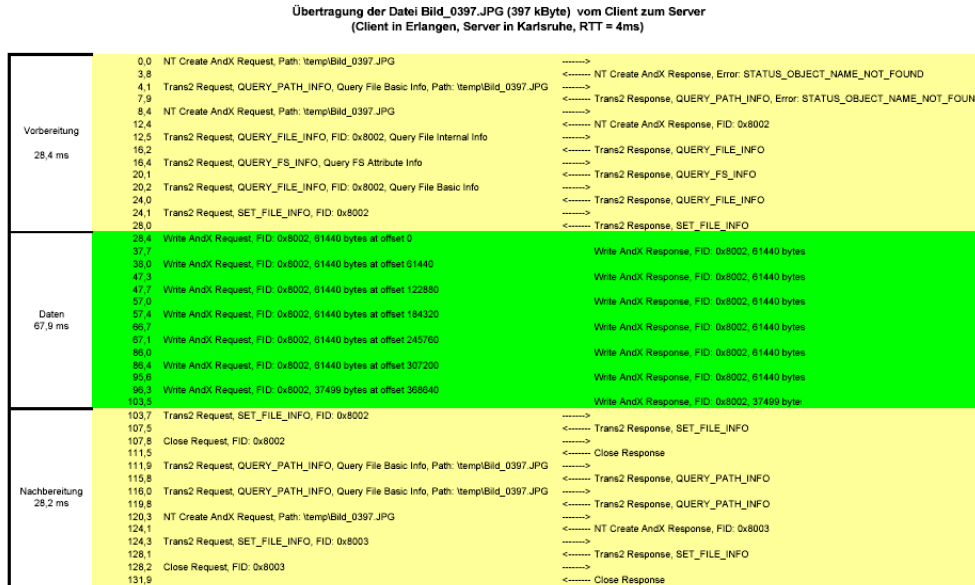 Übertragung der Datei Bild_0397.JPG (397 kByte) vom Client zum Server
(Client in Erlangen, Server in Karlsruhe, RTT = 4ms)
Vorbereitung
28,4 ms
0,0 NT Create AndX Request, Path: \temp\Bild_0397.JPG ------->
3,8 <------- NT Create AndX Response, Error: STATUS_OBJECT_NAME_NOT_FOUND
4,1 Trans2 Request, QUERY_PATH_INFO, Query File Basic Info, Path: \temp\Bild_0397.JPG ------->
7,9 <------- Trans2 Response, QUERY_PATH_INFO, Error: STATUS_OBJECT_NAME_NOT_FOUN
8,4 NT Create AndX Request, Path: \temp\Bild_0397.JPG ------->
12,4 <------- NT Create AndX Response, FID: 0x8002
12,5 Trans2 Request, QUERY_FILE_INFO, FID: 0x8002, Query File Internal Info ------->
16,2 <------- Trans2 Response, QUERY_FILE_INFO
16,4 Trans2 Request, QUERY_FS_INFO, Query FS Attribute Info ------->
20,1 <------- Trans2 Response, QUERY_FS_INFO
20,2 Trans2 Request, QUERY_FILE_INFO, FID: 0x8002, Query File Basic Info ------->
24,0 <------- Trans2 Response, QUERY_FILE_INFO
24,1 Trans2 Request, SET_FILE_INFO, FID: 0x8002 ------->
28,0 <------- Trans2 Response, SET_FILE_INFO
Daten
67,9 ms
28,4 Write AndX Request, FID: 0x8002, 61440 bytes at offset 0
37,7 Write AndX Response, FID: 0x8002, 61440 bytes
38,0 Write AndX Request, FID: 0x8002, 61440 bytes at offset 61440
47,3 Write AndX Response, FID: 0x8002, 61440 bytes
47,7 Write AndX Request, FID: 0x8002, 61440 bytes at offset 122880
57,0 Write AndX Response, FID: 0x8002, 61440 bytes
57,4 Write AndX Request, FID: 0x8002, 61440 bytes at offset 184320
66,7 Write AndX Response, FID: 0x8002, 61440 bytes
67,1 Write AndX Request, FID: 0x8002, 61440 bytes at offset 245760
86,0 Write AndX Response, FID: 0x8002, 61440 bytes
86,4 Write AndX Request, FID: 0x8002, 61440 bytes at offset 307200
95,6 Write AndX Response, FID: 0x8002, 61440 bytes
96,3 Write AndX Request, FID: 0x8002, 37499 bytes at offset 368640
103,5 Write AndX Response, FID: 0x8002, 37499 byte
Nachbereitung
28,2 ms
103,7 Trans2 Request, SET_FILE_INFO, FID: 0x8002 ------->
107,5 <------- Trans2 Response, SET_FILE_INFO
107,8 Close Request, FID: 0x8002 ------->
111,5 <------- Close Response
111,9 Trans2 Request, QUERY_PATH_INFO, Query File Basic Info, Path: \temp\Bild_0397.JPG ------->
115,8 <------- Trans2 Response, QUERY_PATH_INFO
116,0 Trans2 Request, QUERY_PATH_INFO, Query File Basic Info, Path: \temp\Bild_0397.JPG ------->
119,8 <------- Trans2 Response, QUERY_PATH_INFO
120,3 NT Create AndX Request, Path: \temp\Bild_0397.JPG ------->
124,1 <------- NT Create AndX Response, FID: 0x8003
124,3 Trans2 Request, SET_FILE_INFO, FID: 0x8003 ------->
128,1 <------- Trans2 Response, SET_FILE_INFO
128,2 Close Request, FID: 0x8003 ------->
131,9 <------- Close Response